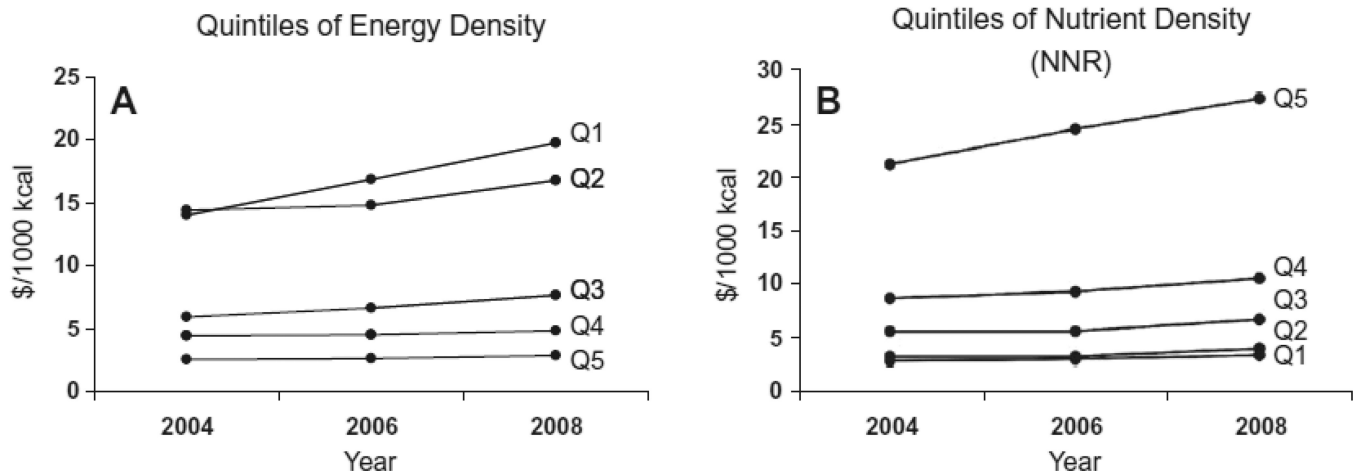 Quintiles of Energy Density
A
25
20
15
10
5
0
$/1000 kcal
Q1
Q2
Q3
Q4
Q5
2004 2006 2008
Year
Quintiles of Nutrient Density
(NNR)
B
30
25
20
15
10
5
0
$/1000 kcal
Q5
Q4
Q3
Q2
Q1
2004 2006 2008
Year